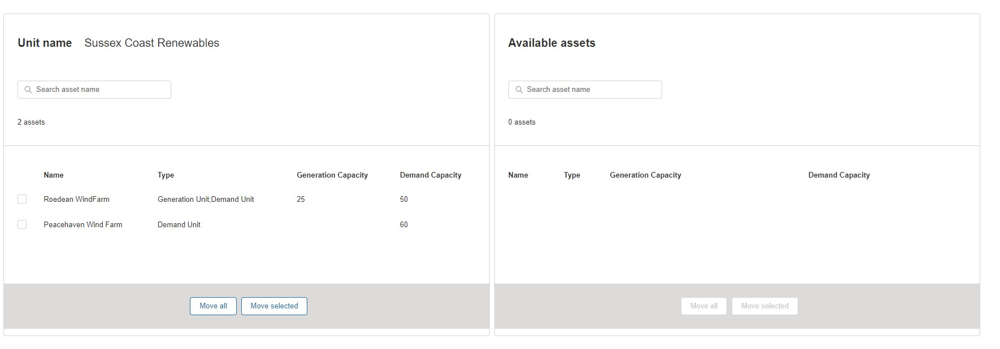 Unit name Sussex Coast Renewables
Search asset name
2 assets
Name Type Generation Capacity Demand Capacity
Roedean WindFarm Generation Unit;Demand Unit 25 50
Peacehaven Wind Farm Demand Unit 60
Move all Move selected
Available assets
Search asset name
0 assets
Name Type Generation Capacity Demand Capacity
Move all Move selected